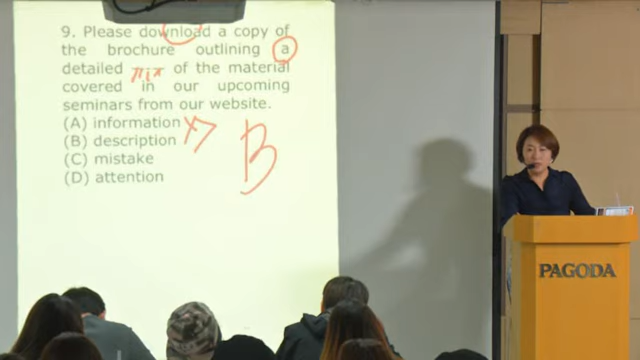 9. Please download a copy of
the brochure outlining a
detailed of the material
covered in our upcoming
seminars from our website.
(A) information
(B) description
(C) mistake
(D) attention
B
PAGODA